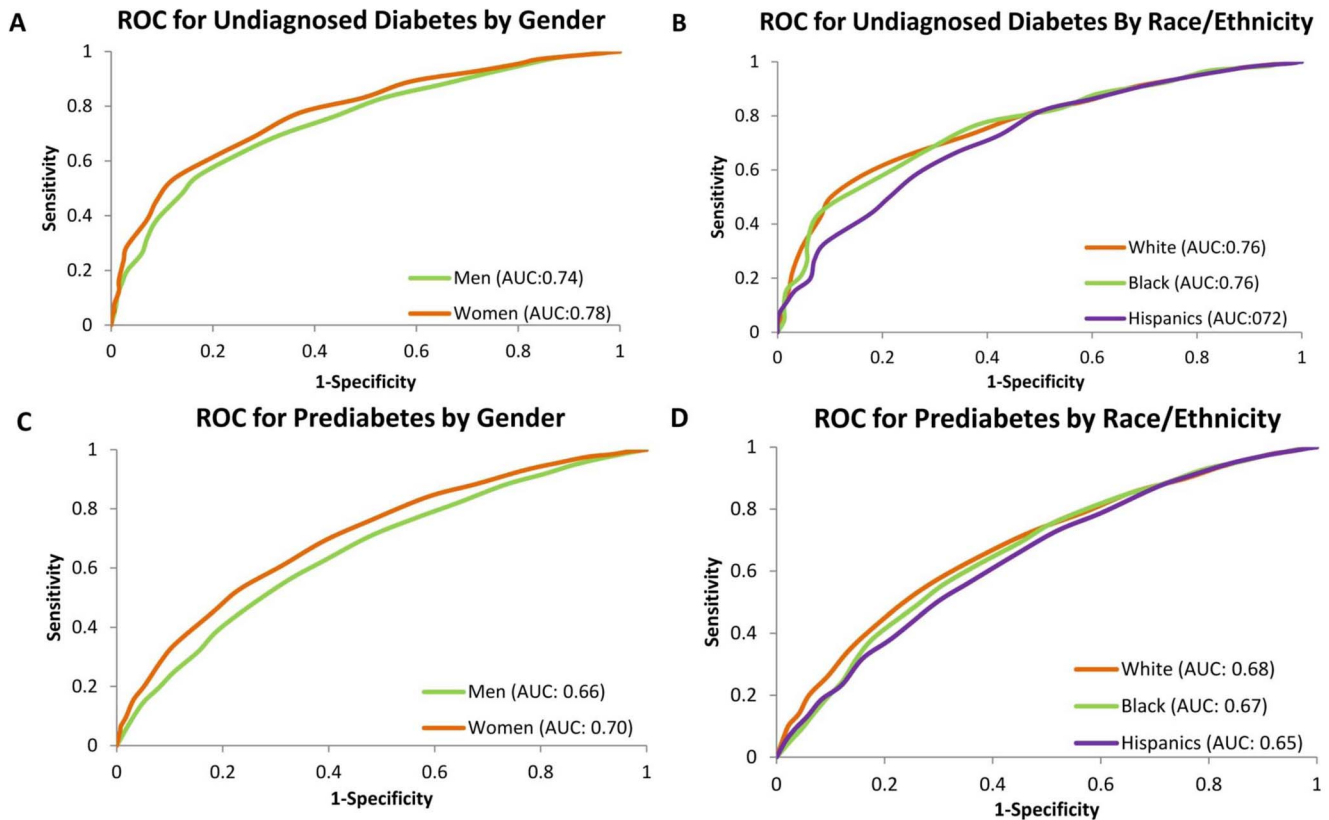 A
ROC for Undiagnosed Diabetes by Gender
1
0.8
0.6
0.4
0.2
0
Sensitivity
Men (AUC:0.74)
Women (AUC:0.78)
0 0.2 0.4 0.6 0.8 1
1-Specificity
B
ROC for Undiagnosed Diabetes By Race/Ethnicity
1
0.8
0.6
0.4
0.2
0
Sensitivity
White (AUC:0.76)
Black (AUC:0.76)
Hispanics (AUC:072)
0 0.2 0.4 0.6 0.8 1
1-Specificity
C
ROC for Prediabetes by Gender
1
0.8
0.6
0.4
0.2
0
Sensitivity
Men (AUC: 0.66)
Women (AUC: 0.70)
0 0.2 0.4 0.6 0.8 1
1-Specificity
D
ROC for Prediabetes by Race/Ethnicity
1
0.8
0.6
0.4
0.2
0
Sensitivity
White (AUC: 0.68)
Black (AUC: 0.67)
Hispanics (AUC: 0.65)
0 0.2 0.4 0.6 0.8 1
1-Specificity